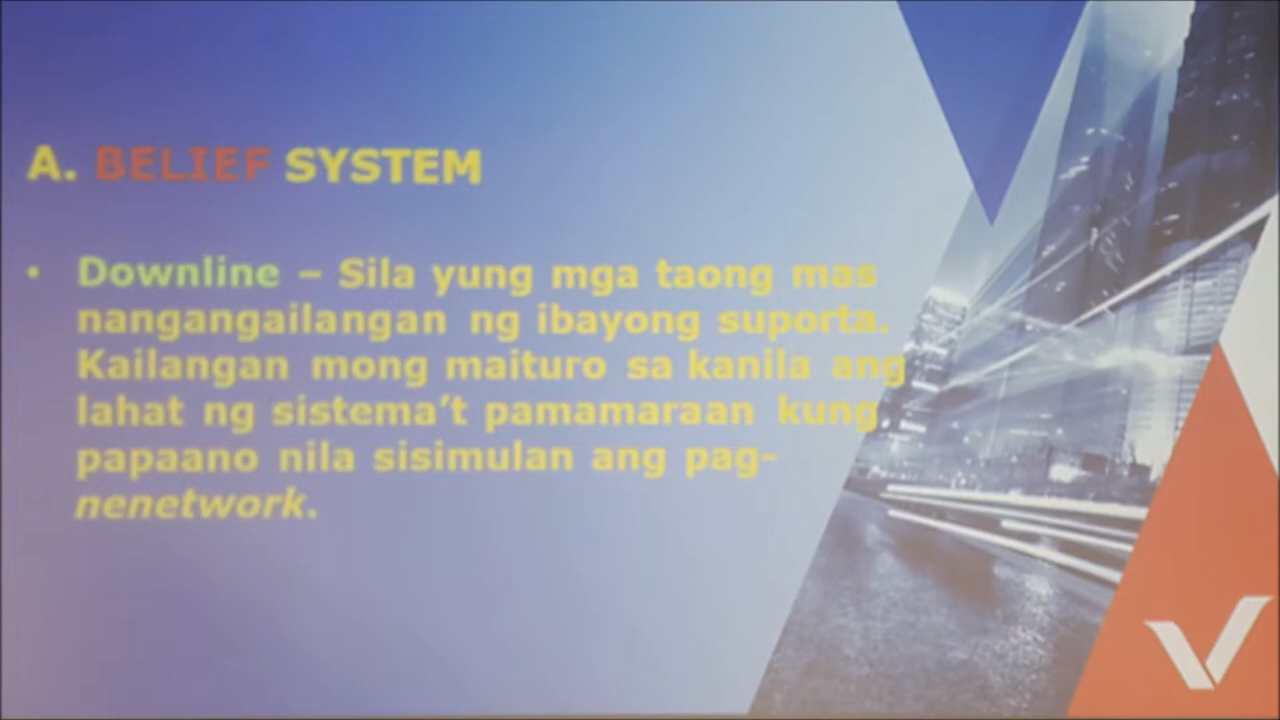 A. BELIEF SYSTEM
• Downline – Sila yung mga taong mas
nangangailangan ng ibayong suporta.
Kailangan mong maituro sa kanila ang
lahat ng sistema't pamamaraan kung
papaano nila sisimulan ang pag-
nenetwork.